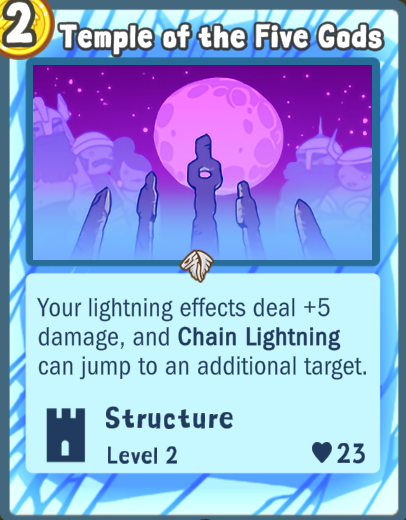 2
Temple of the Five Gods
Your lightning effects deal +5
damage, and Chain Lightning
can jump to an additional target.
Structure
Level 2
23